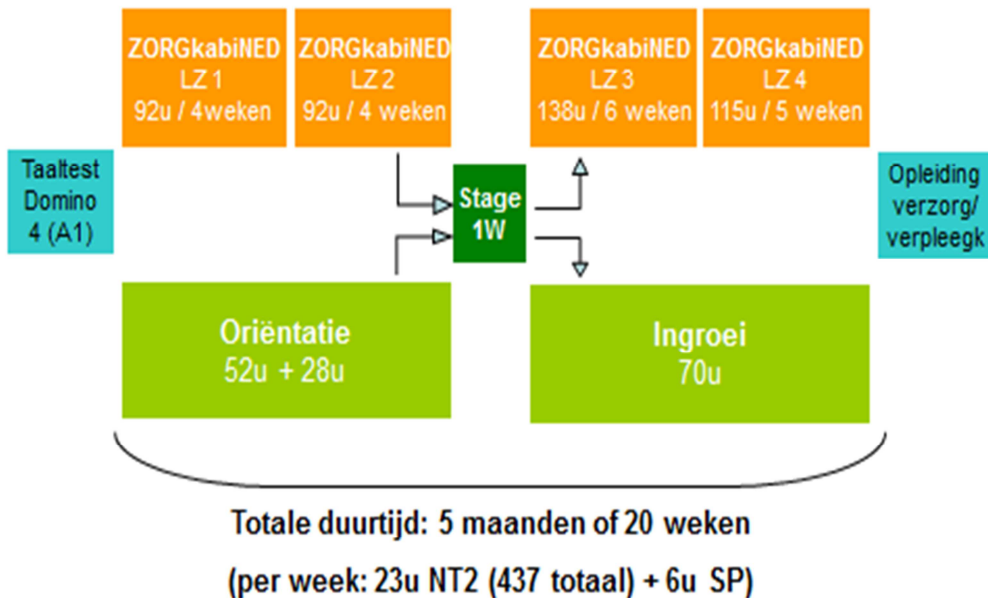 ZORGkabiNED
LZ 1
92u / 4weken
ZORGkabiNED
LZ 2
92u / 4 weken
ZORGkabiNED
LZ 3
138u / 6 weken
ZORGkabiNED
LZ 4
115u / 5 weken
Taaltest
Domino
4 (A1)
Stage
1W
Opleiding
verzorg/
verpleegk
Oriëntatie
52u + 28u
Ingroei
70u
Totale duurtijd: 5 maanden of 20 weken
(per week: 23u NT2 (437 totaal) + 6u SP)